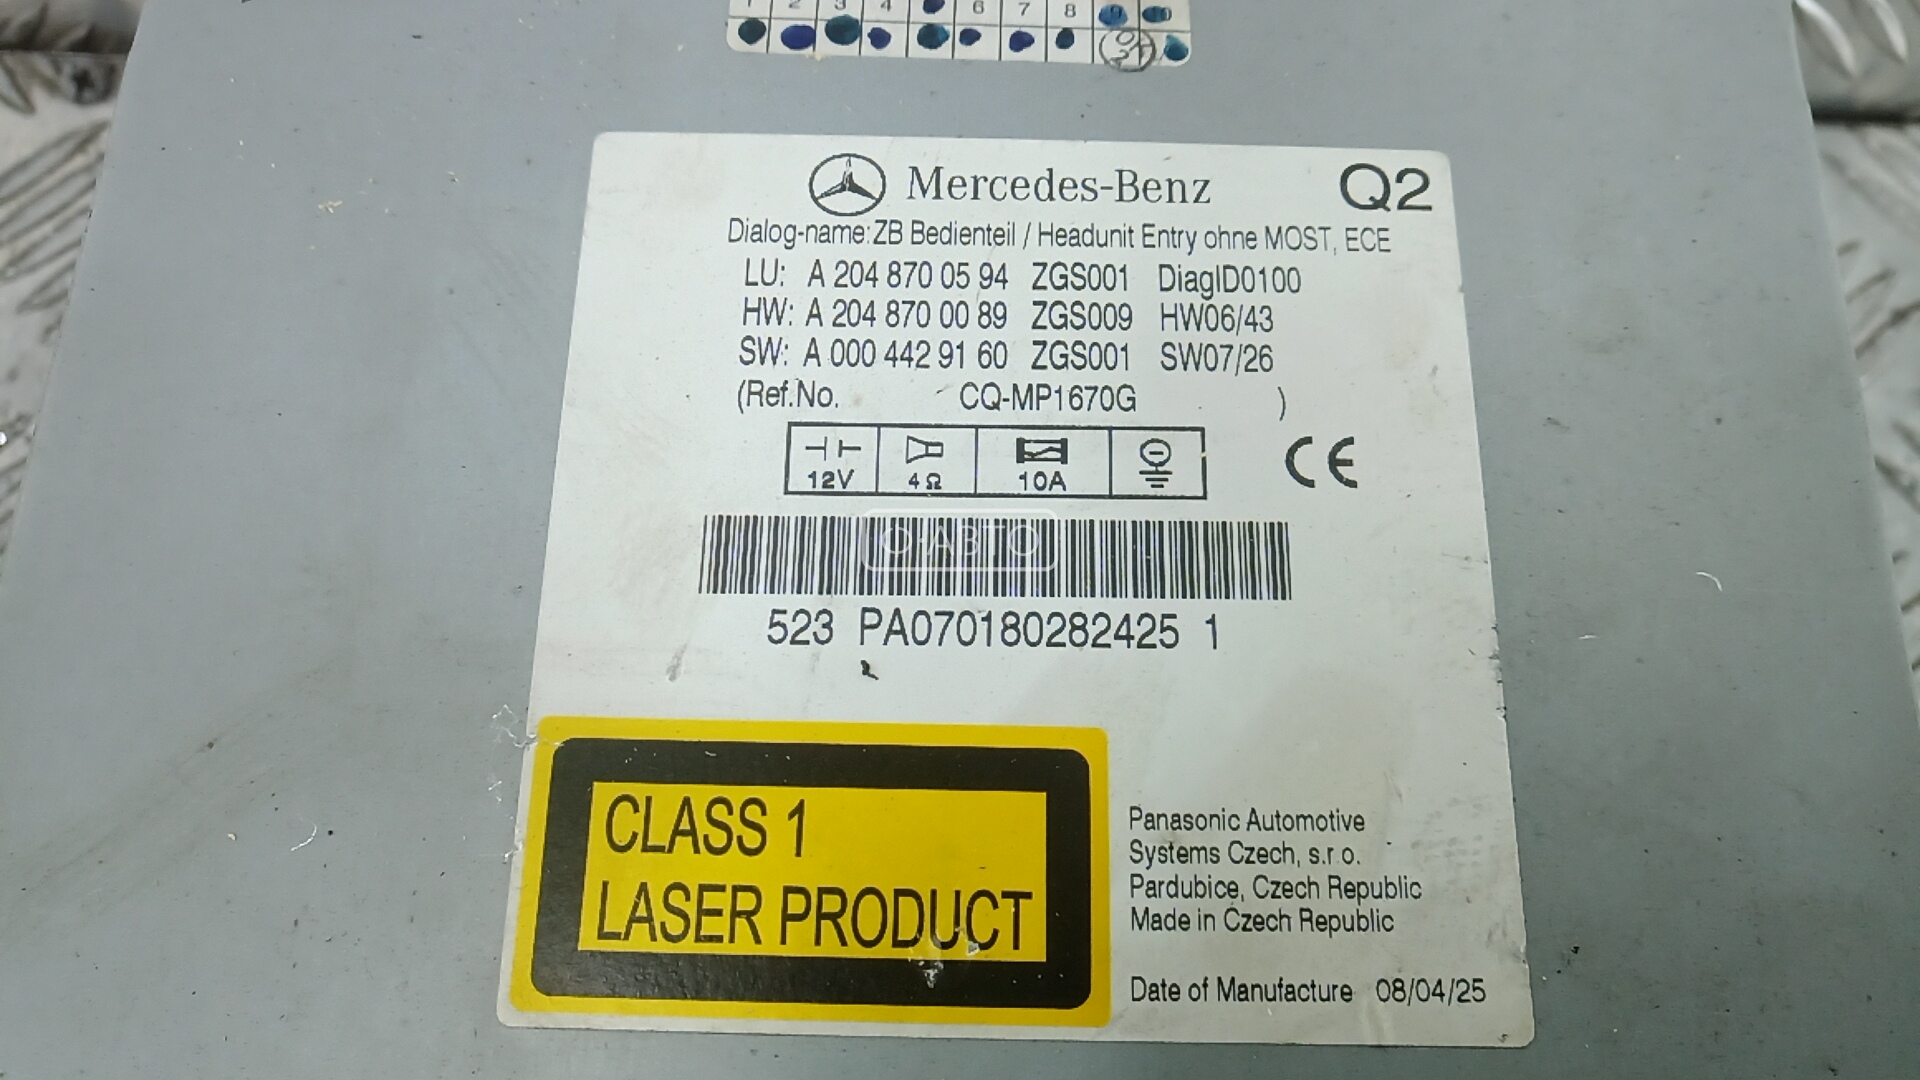 1 2 3 4 6 7 8 9 10
Mercedes-Benz Q2
Dialog-name: ZB Bedienteil / Headunit Entry ohne MOST, ECE
LU: A 204 870 05 94 ZGS001 DiagID0100
HW: A 204 870 00 89 ZGS009 HW06/43
SW: A 000 442 91 60 ZGS001 SW07/26
(Ref.No. CQ-MP1670G )
12V 4Ω 10A
CE
О-АВТО
523 PA070180282425 1
CLASS 1
LASER PRODUCT
Panasonic Automotive
Systems Czech, s.r.o.
Pardubice, Czech Republic
Made in Czech Republic
Date of Manufacture 08/04/25